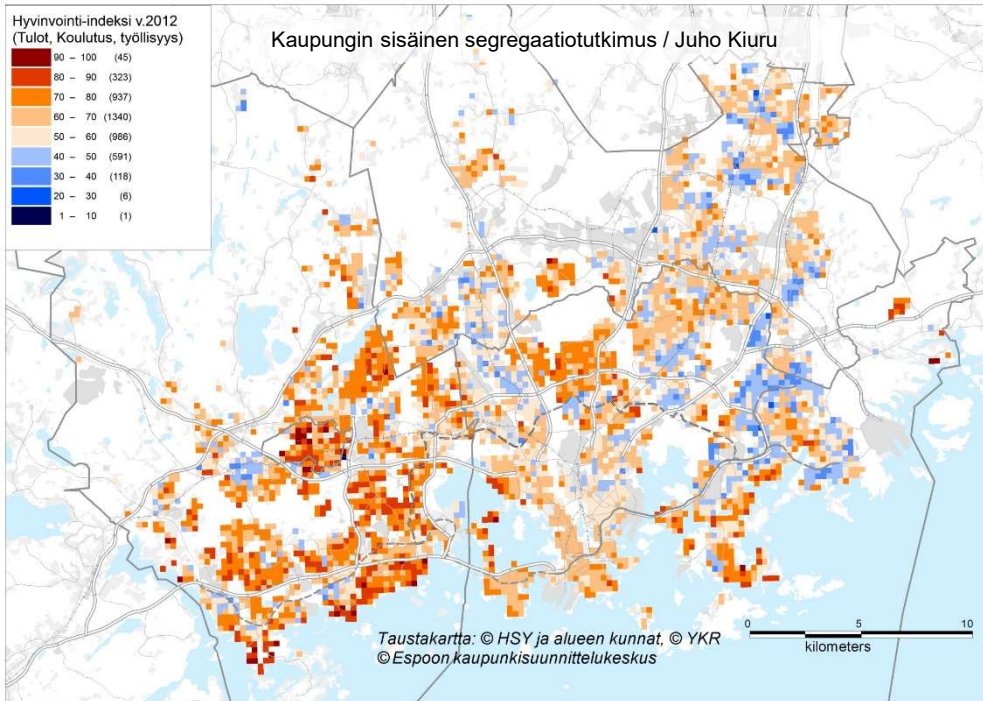 Hyvinvointi-indeksi v.2012
(Tulot, Koulutus, työllisyys)
90 – 100 (45)
80 – 90 (323)
70 – 80 (937)
60 – 70 (1340)
50 – 60 (986)
40 – 50 (591)
30 – 40 (118)
20 – 30 (6)
1 – 10 (1)
Kaupungin sisäinen segregaatiotutkimus / Juho Kiuru
Taustakartta: © HSY ja alueen kunnat, © YKR
© Espoon kaupunkisuunnittelukeskus
0 5 10
kilometers